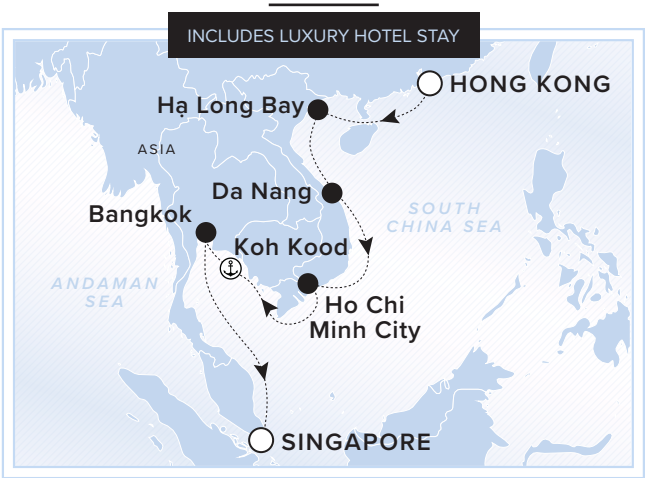 INCLUDES LUXURY HOTEL STAY
HONG KONG
Hạ Long Bay
ASIA
Da Nang
SOUTH
CHINA SEA
Bangkok
Koh Kood
ANDAMAN
SEA
Ho Chi
Minh City
SINGAPORE